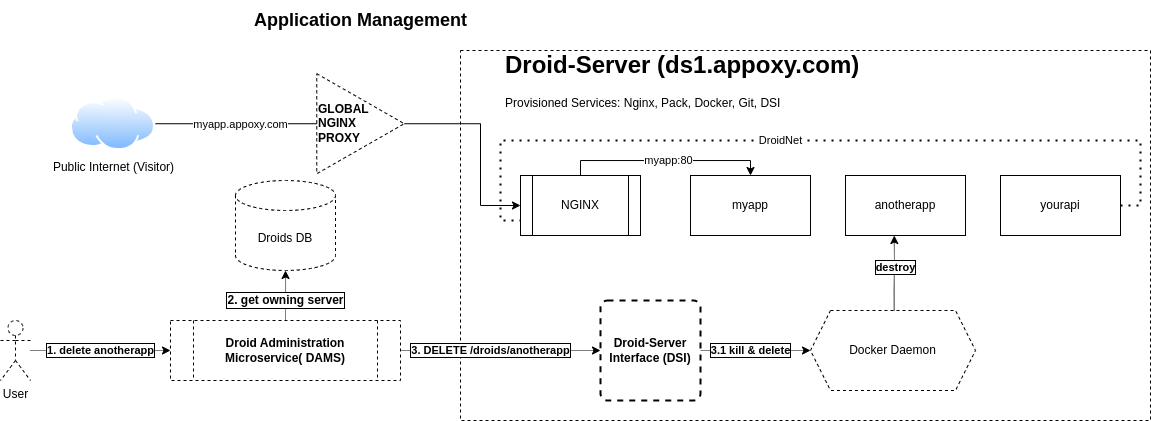 Application Management
Droid-Server (ds1.appoxy.com)
Provisioned Services: Nginx, Pack, Docker, Git, DSI
GLOBAL
NGINX
PROXY
myapp.appoxy.com
Public Internet (Visitor)
DroidNet
myapp:80
NGINX
myapp
anotherapp
yourapi
Droids DB
destroy
2. get owning server
1. delete anotherapp
Droid Administration
Microservice( DAMS)
3. DELETE /droids/anotherapp
Droid-Server
Interface (DSI)
3.1 kill & delete
Docker Daemon
User